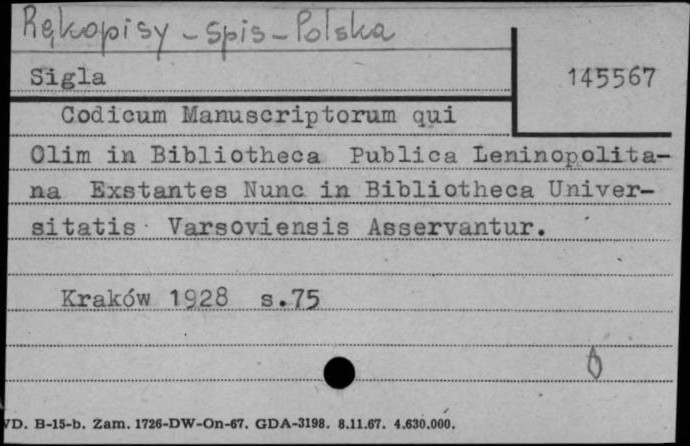 Rękopisy - spis - Polska
Sigla
145567
Codicum Manuscriptorum qui
Olim in Bibliotheca Publica Leninopolita-
na Exstantes Nunc in Bibliotheca Univer-
sitatis Varsoviensis Asservantur.
Kraków 1928 s.75
VD. B-15-b. Zam. 1726-DW-On-67. GDA-3198. 8.11.67. 4.630.000.